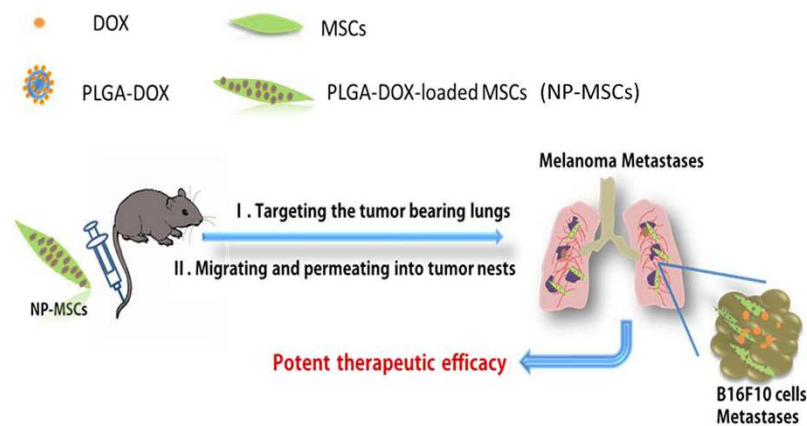 DOX
MSCs
PLGA-DOX
PLGA-DOX-loaded MSCs (NP-MSCs)
Melanoma Metastases
I . Targeting the tumor bearing lungs
II . Migrating and permeating into tumor nests
NP-MSCs
Potent therapeutic efficacy
B16F10 cells
Metastases